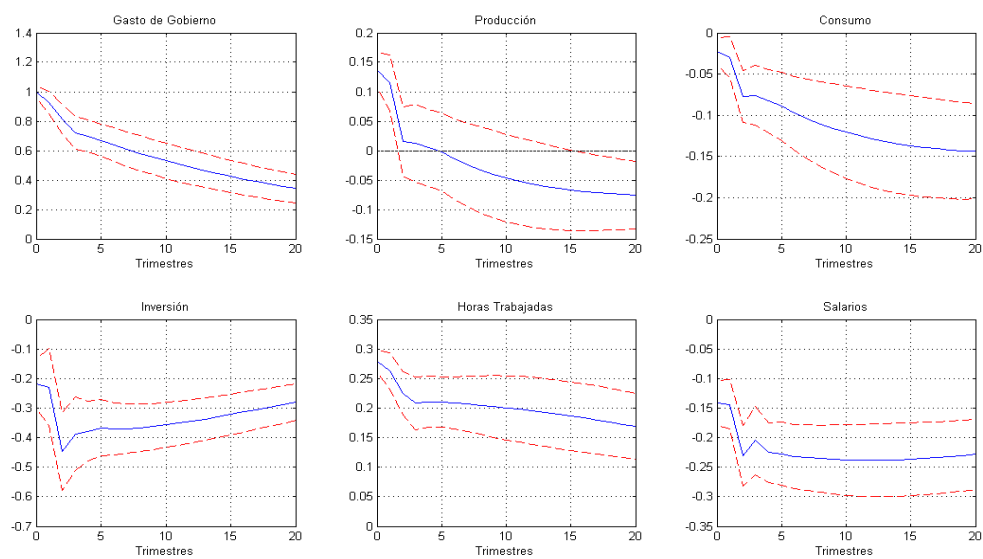 Gasto de Gobierno
1.4
1.2
1
0.8
0.6
0.4
0.2
0
0 5 10 15 20
Trimestres
Producción
0.2
0.15
0.1
0.05
0
-0.05
-0.1
-0.15
0 5 10 15 20
Trimestres
Consumo
0
-0.05
-0.1
-0.15
-0.2
-0.25
0 5 10 15 20
Trimestres
Inversión
0
-0.1
-0.2
-0.3
-0.4
-0.5
-0.6
-0.7
0 5 10 15 20
Trimestres
Horas Trabajadas
0.35
0.3
0.25
0.2
0.15
0.1
0.05
0
0 5 10 15 20
Trimestres
Salarios
0
-0.05
-0.1
-0.15
-0.2
-0.25
-0.3
-0.35
0 5 10 15 20
Trimestres